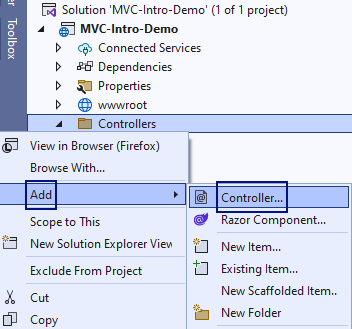 Toolbox
Solution 'MVC-Intro-Demo' (1 of 1 project)
MVC-Intro-Demo
Connected Services
Dependencies
Properties
wwwroot
Controllers
View in Browser (Firefox)
Browse With...
Add
Scope to This
New Solution Explorer View
Exclude From Project
Cut
Copy
Controller...
Razor Component...
New Item...
Existing Item...
New Scaffolded Item...
New Folder